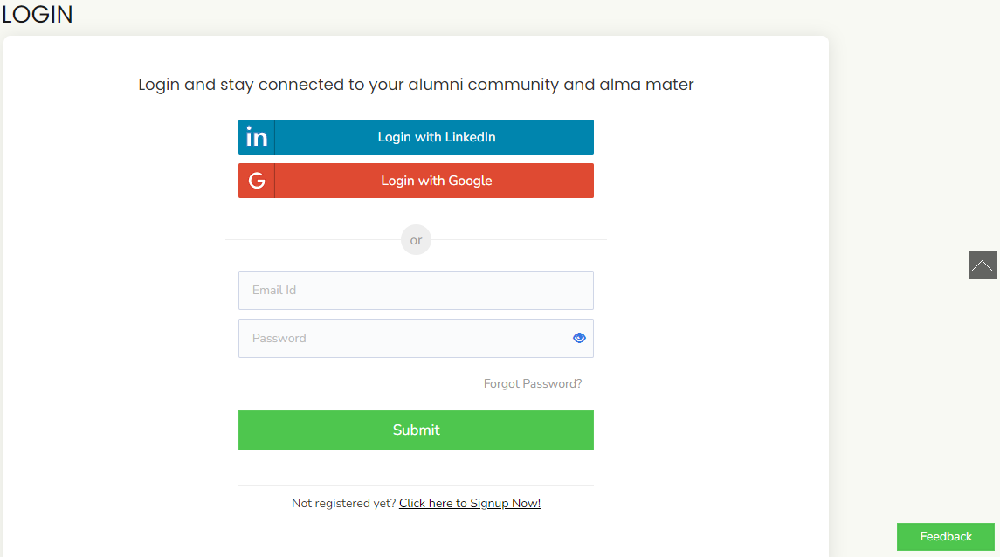 LOGIN
Login and stay connected to your alumni community and alma mater
in Login with LinkedIn
G Login with Google
or
Email Id
Password
Forgot Password?
Submit
Not registered yet? Click here to Signup Now!
Feedback